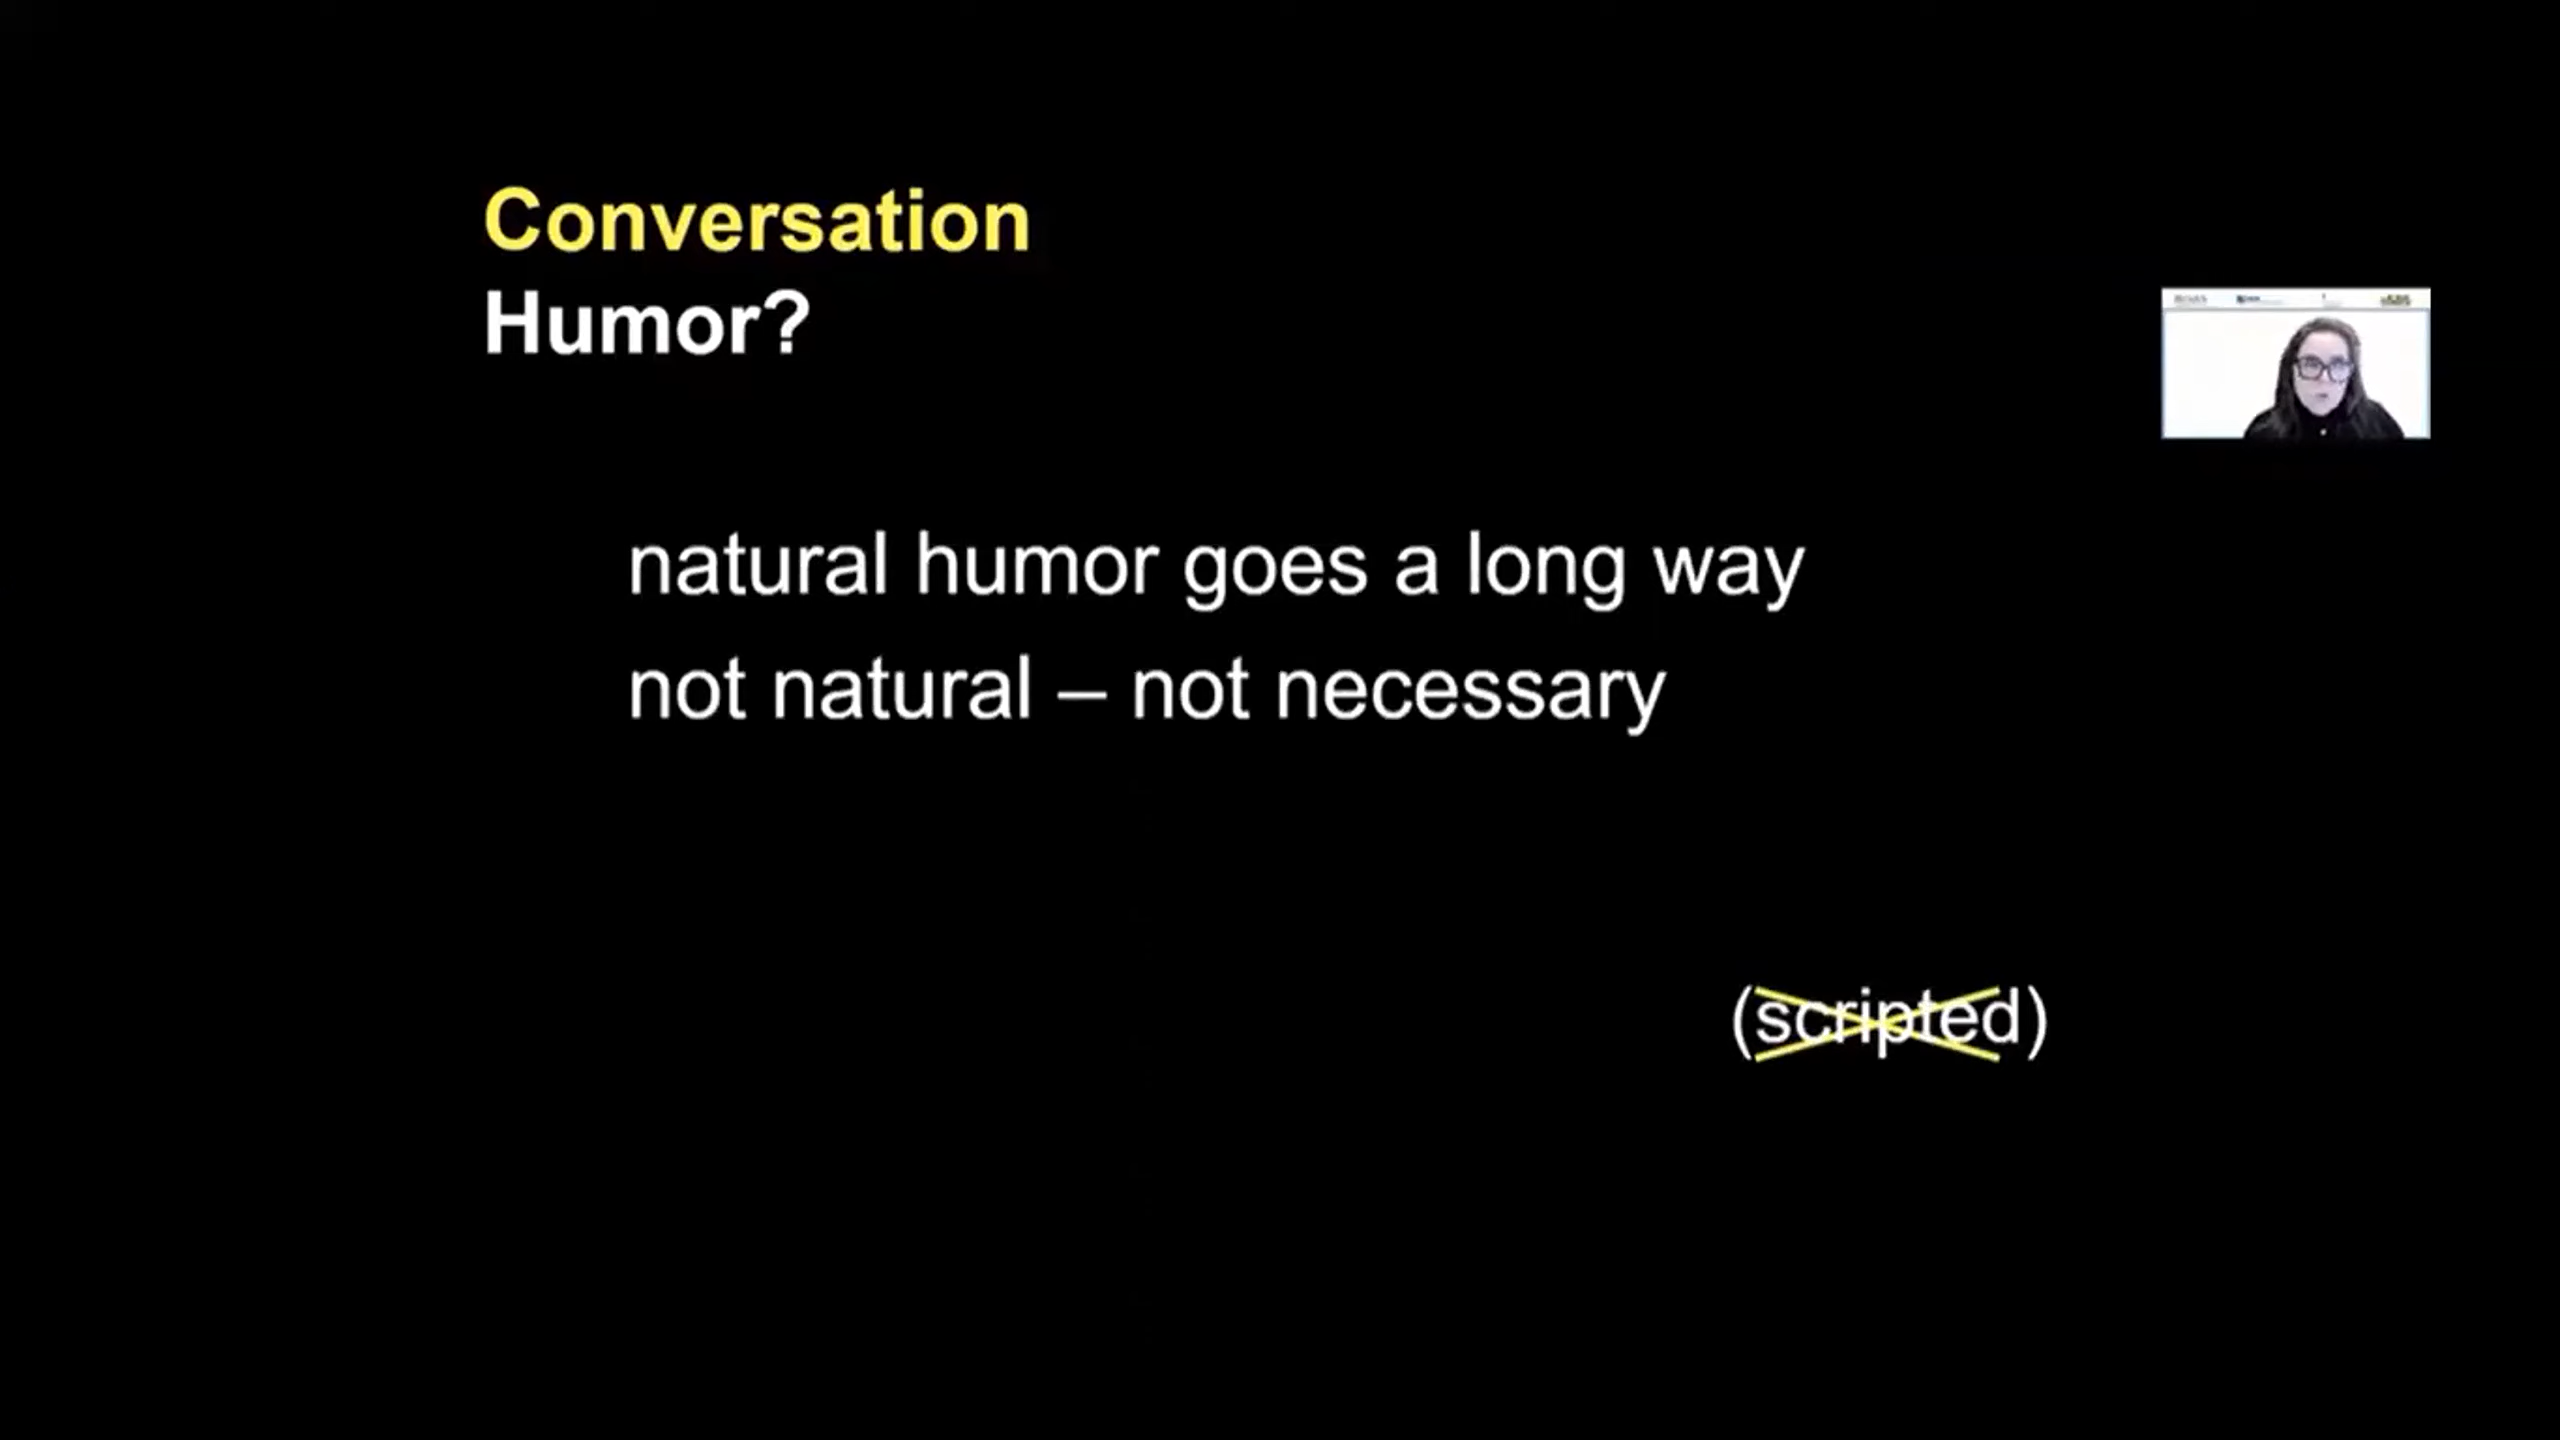 Conversation
Humor?
natural humor goes a long way
not natural – not necessary
(scripted)